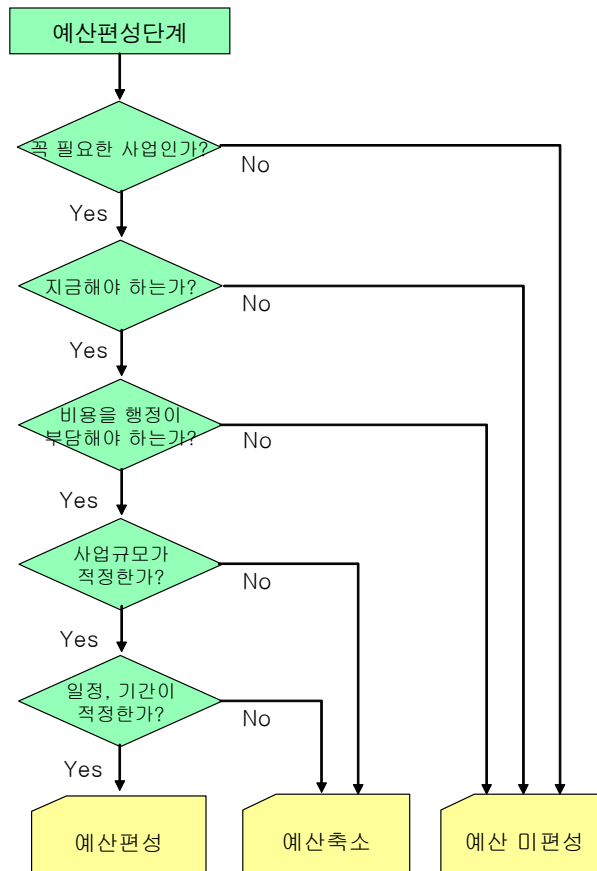 예산편성단계
꼭 필요한 사업인가?
No
Yes
지금해야 하는가?
No
Yes
비용을 행정이
부담해야 하는가?
No
Yes
사업규모가
적정한가?
No
Yes
일정, 기간이
적정한가?
No
Yes
예산편성
예산축소
예산 미편성